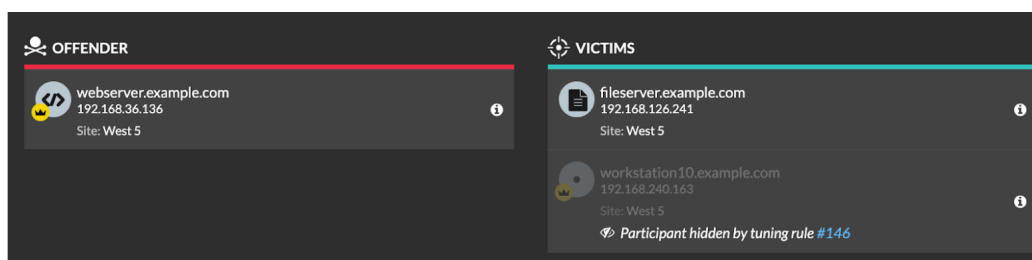 OFFENDER
webserver.example.com
192.168.36.136
Site: West 5
VICTIMS
fileserver.example.com
192.168.126.241
Site: West 5
workstation10.example.com
192.168.240.163
Site: West 5
Participant hidden by tuning rule #146